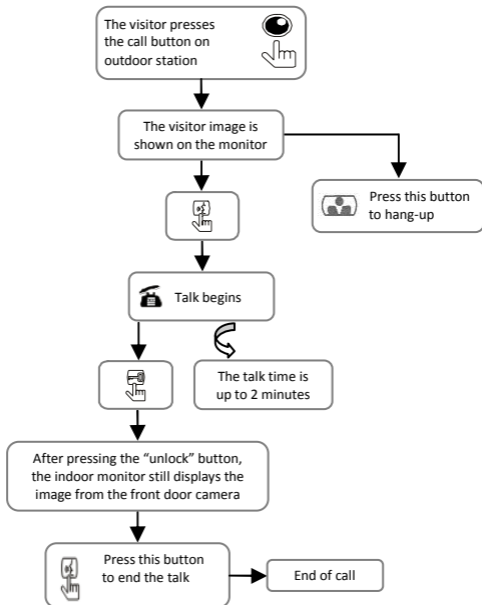 The visitor presses
the call button on
outdoor station
The visitor image is
shown on the monitor
Press this button
to hang-up
Talk begins
The talk time is
up to 2 minutes
After pressing the “unlock” button,
the indoor monitor still displays the
image from the front door camera
Press this button
to end the talk
End of call